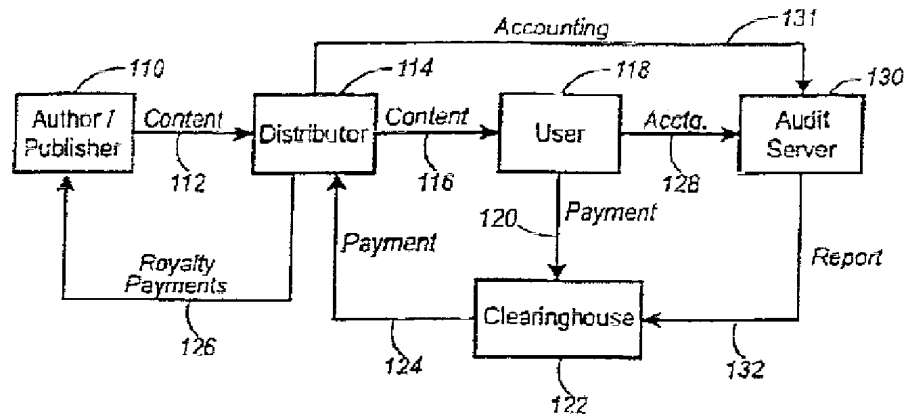 Accounting
131
110
114
118
130
Author /
Publisher
Content
112
Distributor
Content
116
User
Accta.
128
Audit
Server
Payment
120
Payment
Report
Royalty
Payments
126
124
Clearinghouse
122
132